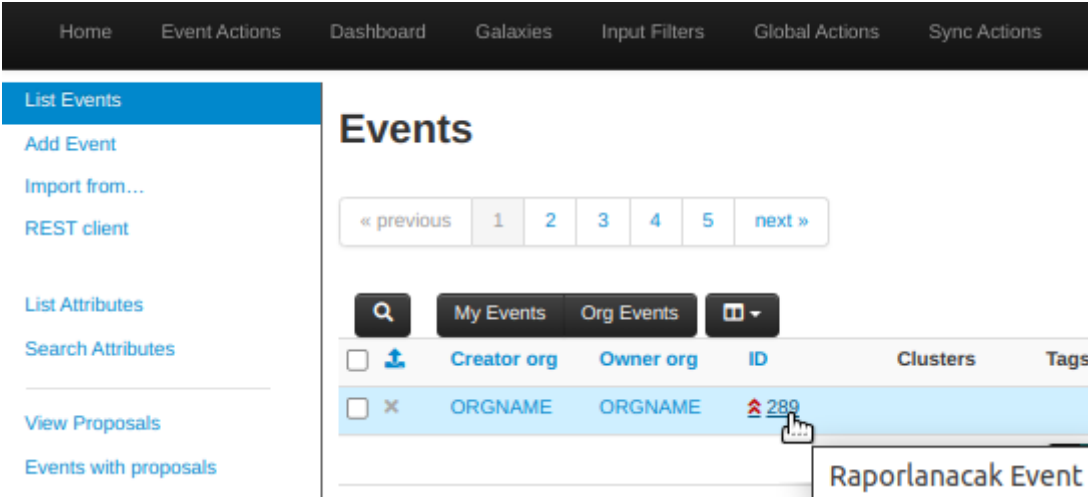 Home Event Actions Dashboard Galaxies Input Filters Global Actions Sync Actions
List Events
Add Event
Import from…
REST client
List Attributes
Search Attributes
View Proposals
Events with proposals
Events
« previous 1 2 3 4 5 next »
My Events Org Events
Creator org Owner org ID Clusters Tags
ORGNAME ORGNAME 289
Raporlanacak Event